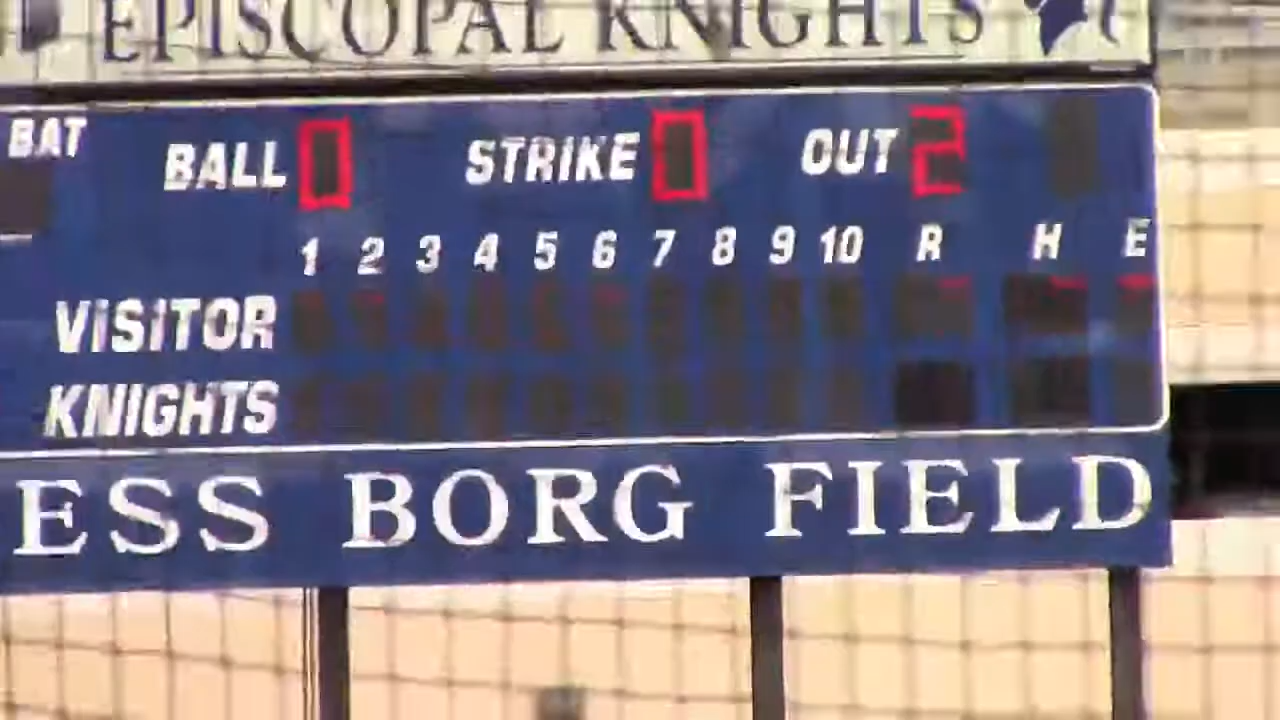 EPISCOPAL KNIGHTS
BAT BALL 0 STRIKE 0 OUT 2
1 2 3 4 5 6 7 8 9 10 R H E
VISITOR
KNIGHTS
ESS BORG FIELD